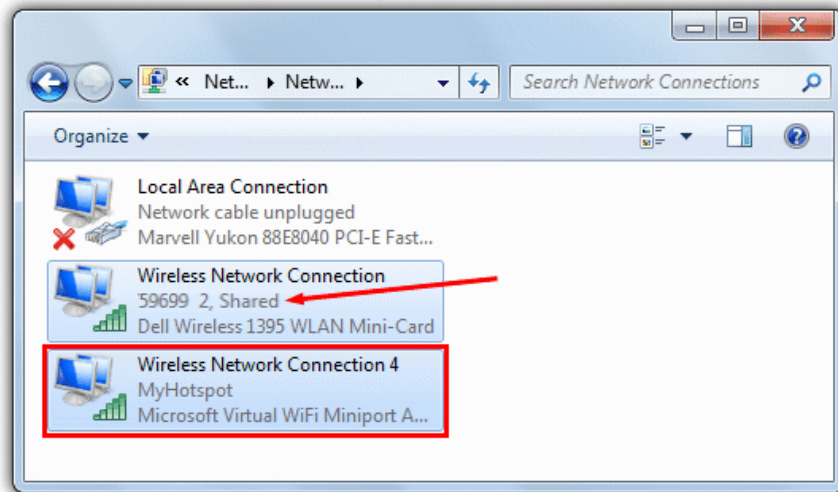 « Net... ▸ Netw... ▸
Search Network Connections
Organize
Local Area Connection
Network cable unplugged
Marvell Yukon 88E8040 PCI-E Fast...
Wireless Network Connection
59699 2, Shared
Dell Wireless 1395 WLAN Mini-Card
Wireless Network Connection 4
MyHotspot
Microsoft Virtual WiFi Miniport A...